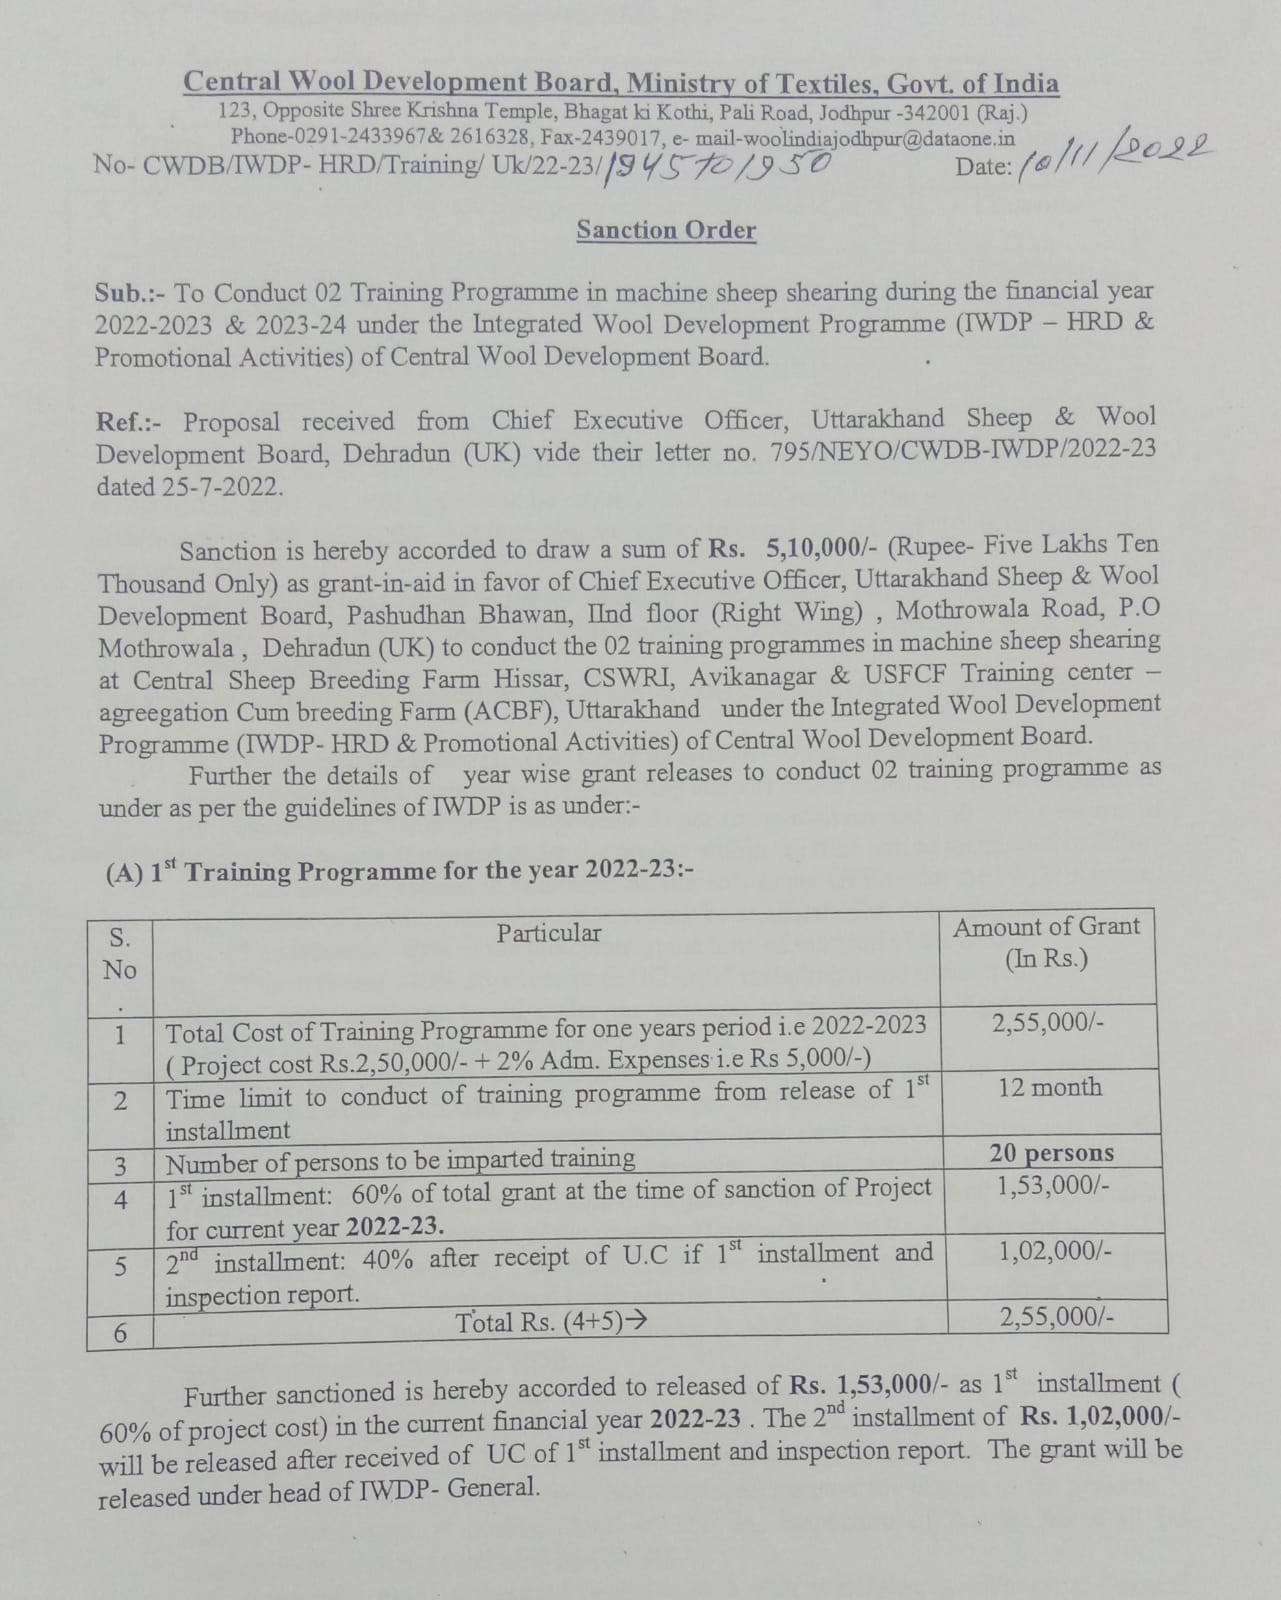 Central Wool Development Board, Ministry of Textiles, Govt. of India
123, Opposite Shree Krishna Temple, Bhagat ki Kothi, Pali Road, Jodhpur -342001 (Raj.)
Phone-0291-2433967& 2616328, Fax-2439017, e- mail-woolindiajodhpur@dataone.in
No- CWDB/IWDP- HRD/Training/ Uk/22-23/1945 to 1950 Date: 10/11/2022
Sanction Order
Sub.:- To Conduct 02 Training Programme in machine sheep shearing during the financial year
2022-2023 & 2023-24 under the Integrated Wool Development Programme (IWDP – HRD &
Promotional Activities) of Central Wool Development Board.
Ref.:- Proposal received from Chief Executive Officer, Uttarakhand Sheep & Wool
Development Board, Dehradun (UK) vide their letter no. 795/NEYO/CWDB-IWDP/2022-23
dated 25-7-2022.
Sanction is hereby accorded to draw a sum of Rs. 5,10,000/- (Rupee- Five Lakhs Ten
Thousand Only) as grant-in-aid in favor of Chief Executive Officer, Uttarakhand Sheep & Wool
Development Board, Pashudhan Bhawan, IInd floor (Right Wing) , Mothrowala Road, P.O
Mothrowala , Dehradun (UK) to conduct the 02 training programmes in machine sheep shearing
at Central Sheep Breeding Farm Hissar, CSWRI, Avikanagar & USFCF Training center –
agreegation Cum breeding Farm (ACBF), Uttarakhand under the Integrated Wool Development
Programme (IWDP- HRD & Promotional Activities) of Central Wool Development Board.
Further the details of year wise grant releases to conduct 02 training programme as
under as per the guidelines of IWDP is as under:-
(A) 1st Training Programme for the year 2022-23:-
S. Particular Amount of Grant
No (In Rs.)
.
1 Total Cost of Training Programme for one years period i.e 2022-2023 2,55,000/-
( Project cost Rs.2,50,000/- + 2% Adm. Expenses i.e Rs 5,000/-)
2 Time limit to conduct of training programme from release of 1st 12 month
installment
3 Number of persons to be imparted training 20 persons
4 1st installment: 60% of total grant at the time of sanction of Project 1,53,000/-
for current year 2022-23.
5 2nd installment: 40% after receipt of U.C if 1st installment and 1,02,000/-
inspection report.
6 Total Rs. (4+5)→ 2,55,000/-
Further sanctioned is hereby accorded to released of Rs. 1,53,000/- as 1st installment (
60% of project cost) in the current financial year 2022-23 . The 2nd installment of Rs. 1,02,000/-
will be released after received of UC of 1st installment and inspection report. The grant will be
released under head of IWDP- General.